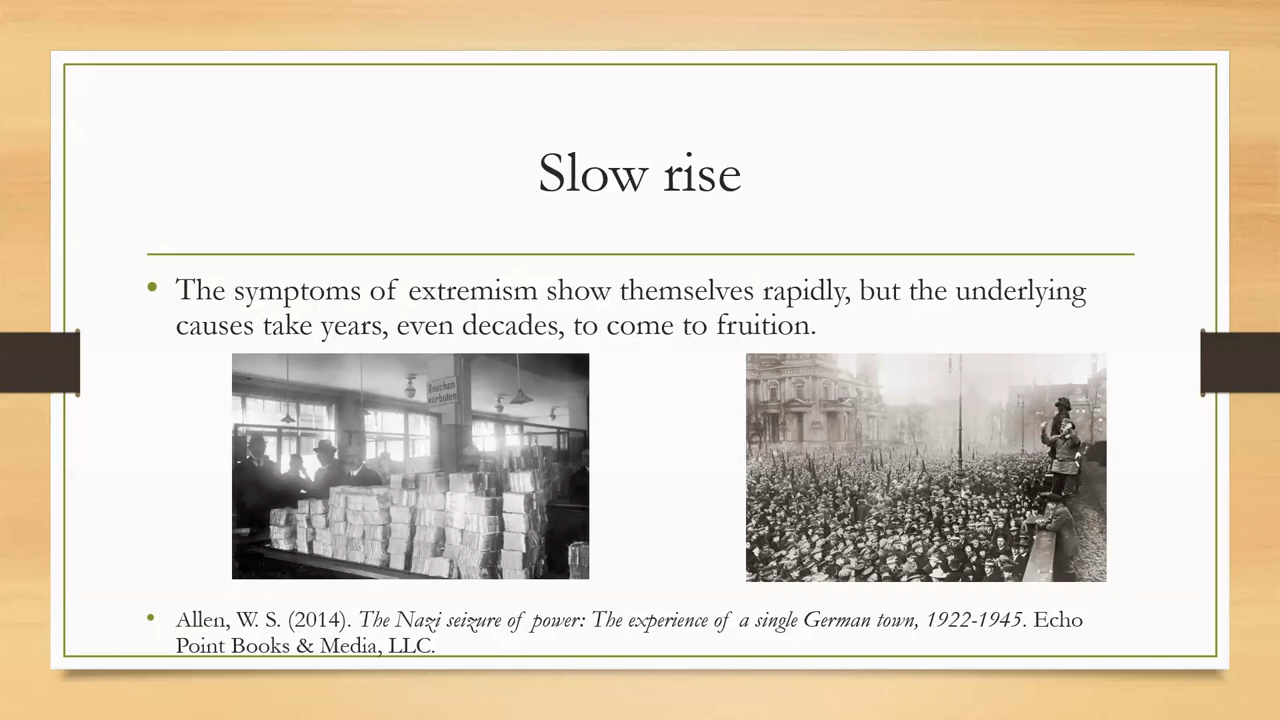 Slow rise
• The symptoms of extremism show themselves rapidly, but the underlying
causes take years, even decades, to come to fruition.
Rauchen
verboten
• Allen, W. S. (2014). The Nazi seizure of power: The experience of a single German town, 1922-1945. Echo
Point Books & Media, LLC.